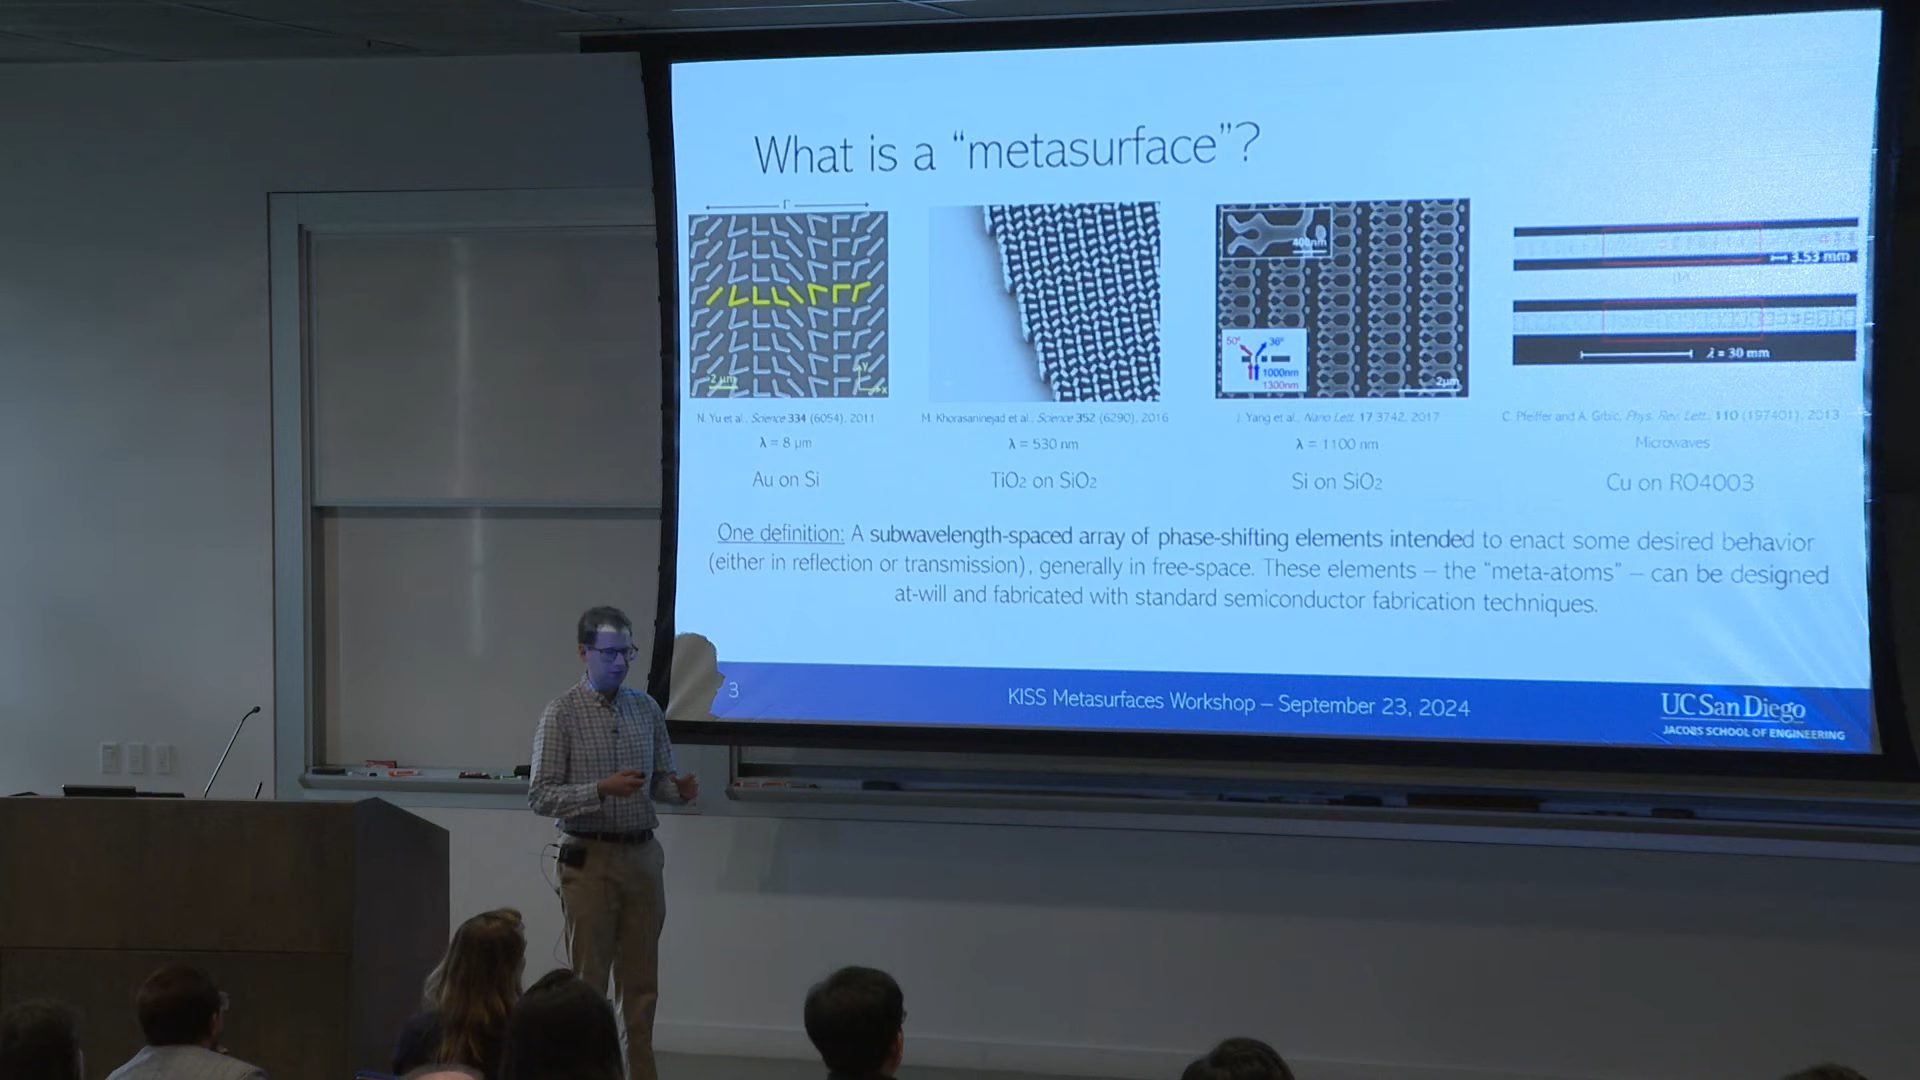 What is a “metasurface”?
Γ
2 μm
y
x
400nm
50° 36°
1000nm
1300nm
2μm
3.53 mm
λ = 30 mm
N. Yu et al., Science 334 (6054), 2011
λ = 8 μm
Au on Si
M. Khorasaninejad et al., Science 352 (6290), 2016
λ = 530 nm
TiO2 on SiO2
J. Yang et al., Nano Lett. 17 3742, 2017
λ = 1100 nm
Si on SiO2
C. Pfeiffer and A. Grbic, Phys. Rev. Lett. 110 (197401), 2013
Microwaves
Cu on RO4003
One definition: A subwavelength-spaced array of phase-shifting elements intended to enact some desired behavior
(either in reflection or transmission), generally in free-space. These elements – the “meta-atoms” – can be designed
at-will and fabricated with standard semiconductor fabrication techniques.
3
KISS Metasurfaces Workshop – September 23, 2024
UC San Diego
JACOBS SCHOOL OF ENGINEERING